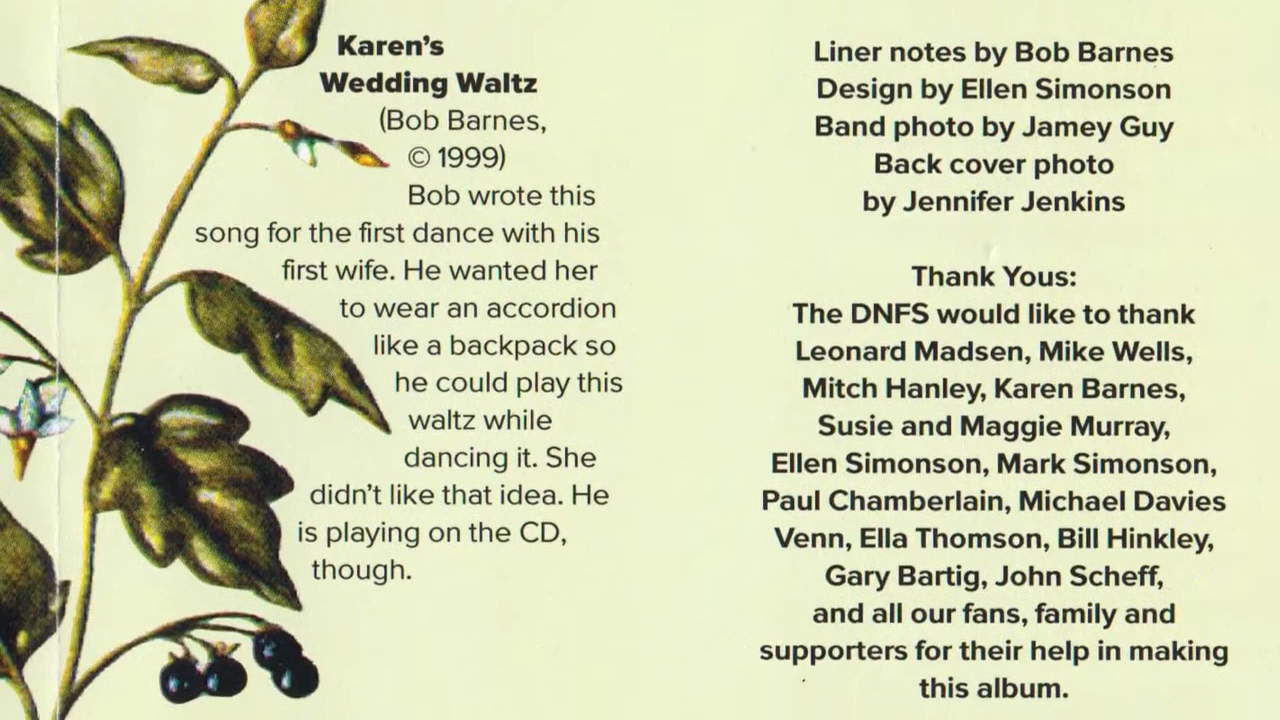 Karen's
Wedding Waltz
(Bob Barnes,
© 1999)
Bob wrote this
song for the first dance with his
first wife. He wanted her
to wear an accordion
like a backpack so
he could play this
waltz while
dancing it. She
didn't like that idea. He
is playing on the CD,
though.
Liner notes by Bob Barnes
Design by Ellen Simonson
Band photo by Jamey Guy
Back cover photo
by Jennifer Jenkins
Thank Yous:
The DNFS would like to thank
Leonard Madsen, Mike Wells,
Mitch Hanley, Karen Barnes,
Susie and Maggie Murray,
Ellen Simonson, Mark Simonson,
Paul Chamberlain, Michael Davies
Venn, Ella Thomson, Bill Hinkley,
Gary Bartig, John Scheff,
and all our fans, family and
supporters for their help in making
this album.